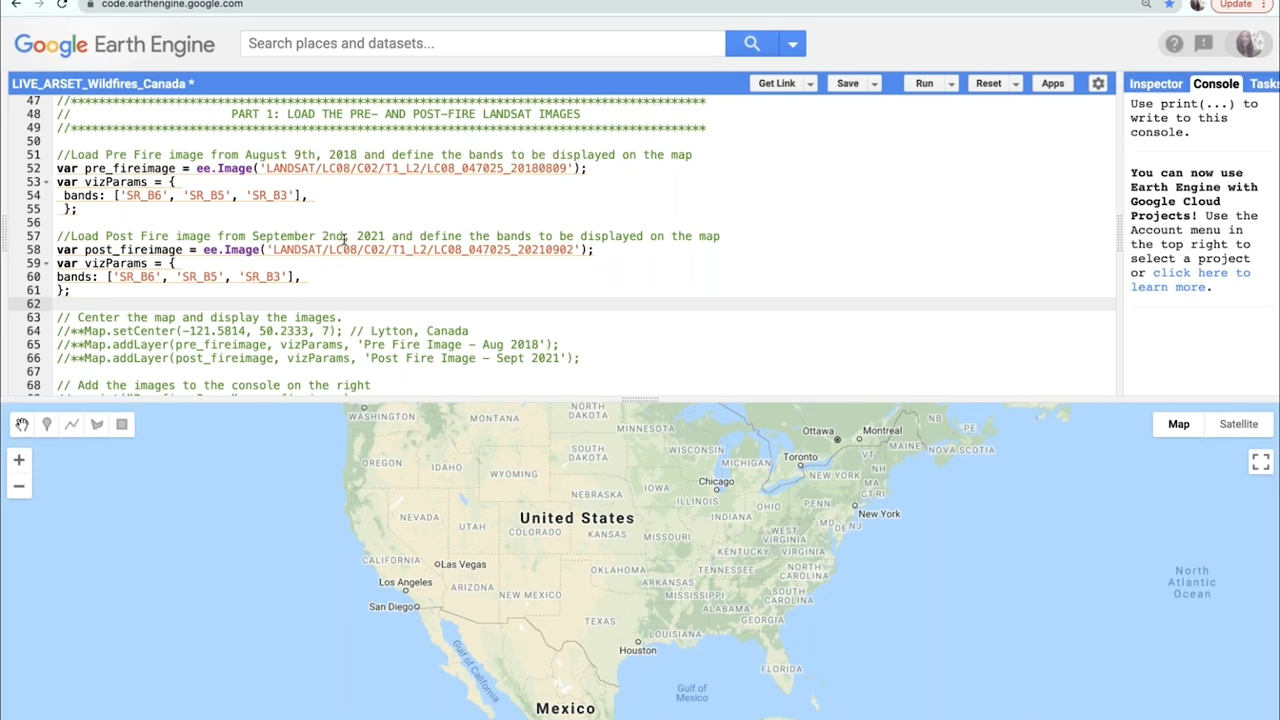 code.earthengine.google.com
Update
Google Earth Engine
Search places and datasets...
LIVE_ARSET_Wildfires_Canada *
Get Link
Save
Run
Reset
Apps
Inspector
Console
Tasks
47 //********************************************************************************************
48 // PART 1: LOAD THE PRE- AND POST-FIRE LANDSAT IMAGES
49 //********************************************************************************************
50
51 //Load Pre Fire image from August 9th, 2018 and define the bands to be displayed on the map
52 var pre_fireimage = ee.Image('LANDSAT/LC08/C02/T1_L2/LC08_047025_20180809');
53 var vizParams = {
54 bands: ['SR_B6', 'SR_B5', 'SR_B3'],
55 };
56
57 //Load Post Fire image from September 2nd, 2021 and define the bands to be displayed on the map
58 var post_fireimage = ee.Image('LANDSAT/LC08/C02/T1_L2/LC08_047025_20210902');
59 var vizParams = {
60 bands: ['SR_B6', 'SR_B5', 'SR_B3'],
61 };
62
63 // Center the map and display the images.
64 //**Map.setCenter(-121.5814, 50.2333, 7); // Lytton, Canada
65 //**Map.addLayer(pre_fireimage, vizParams, 'Pre Fire Image - Aug 2018');
66 //**Map.addLayer(post_fireimage, vizParams, 'Post Fire Image - Sept 2021');
67
68 // Add the images to the console on the right
Use print(...) to
write to this
console.
You can now use
Earth Engine with
Google Cloud
Projects! Use the
Account menu in
the top right to
select a project
or click here to
learn more.
Map
Satellite
WASHINGTON
MONTANA
NORTH
DAKOTA
MINNESOTA
Ottawa
Montreal
NB
PE
MAINE
NOVA SCOTIA
OREGON
IDAHO
WYOMING
SOUTH
DAKOTA
WISCONSIN
MICHIGAN
Toronto
VT
NH
NEW YORK
MA
CT RI
NEBRASKA
IOWA
Chicago
ILLINOIS
INDIANA
OHIO
PENN
New York
NEVADA
UTAH
United States
COLORADO
KANSAS
MISSOURI
WEST
VIRGINIA
MD
DE
NJ
KENTUCKY
VIRGINIA
CALIFORNIA
Las Vegas
Los Angeles
ARIZONA
NEW MEXICO
OKLAHOMA
ARKANSAS
TENNESSEE
NORTH
CAROLINA
San Diego
MISSISSIPPI
SOUTH
CAROLINA
ALABAMA
GEORGIA
TEXAS
LOUISIANA
Houston
FLORIDA
North
Atlantic
Ocean
Gulf of
California
Gulf of
Mexico
Mexico